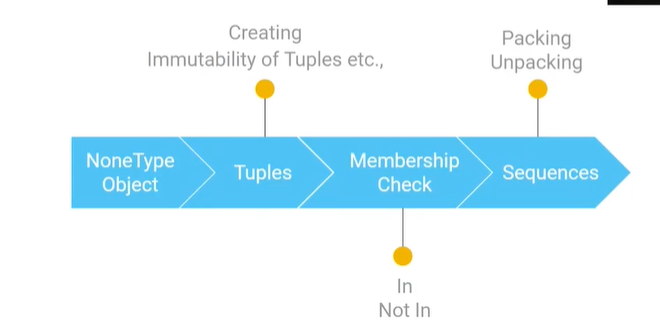 Creating
Immutability of Tuples etc.,
Packing
Unpacking
NoneType
Object
Tuples
Membership
Check
Sequences
In
Not In